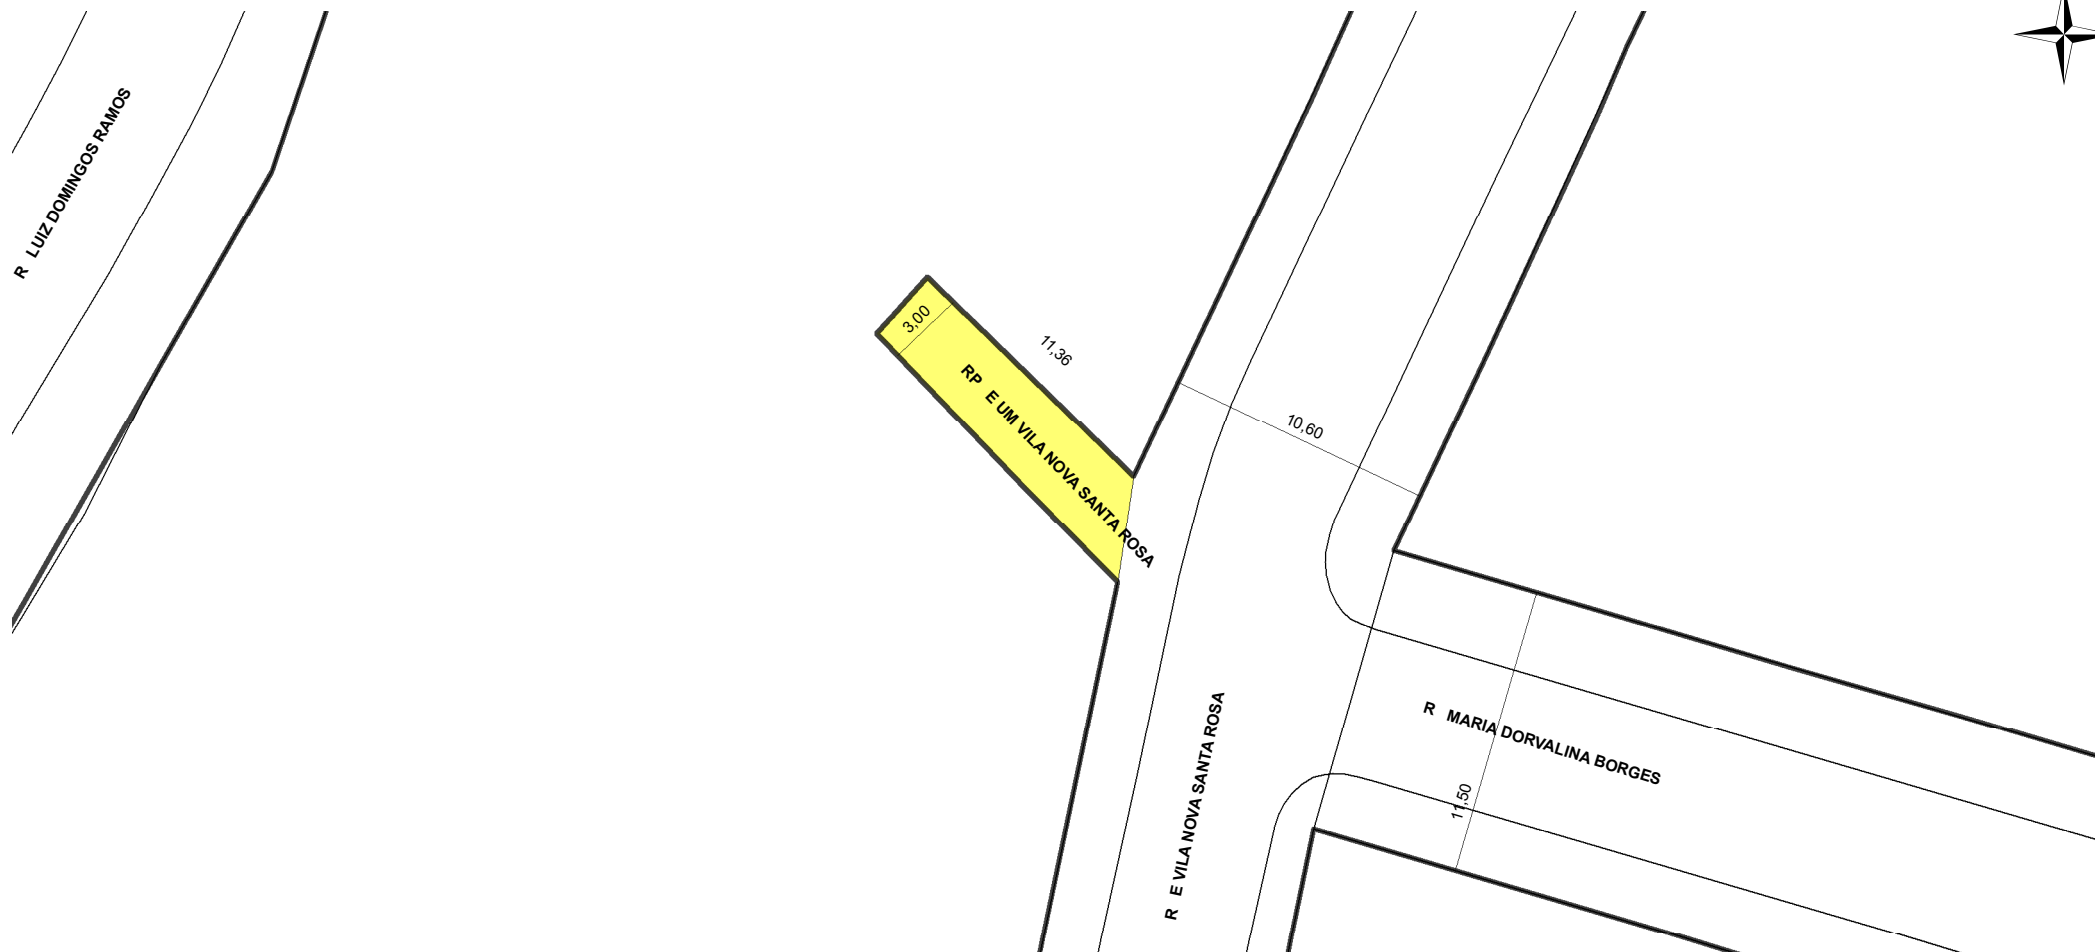 R LUIZ DOMINGOS RAMOS
3,00
11,36
RP E UM VILA NOVA SANTA ROSA
10,60
R MARIA DORVALINA BORGES
11,50
R E VILA NOVA SANTA ROSA